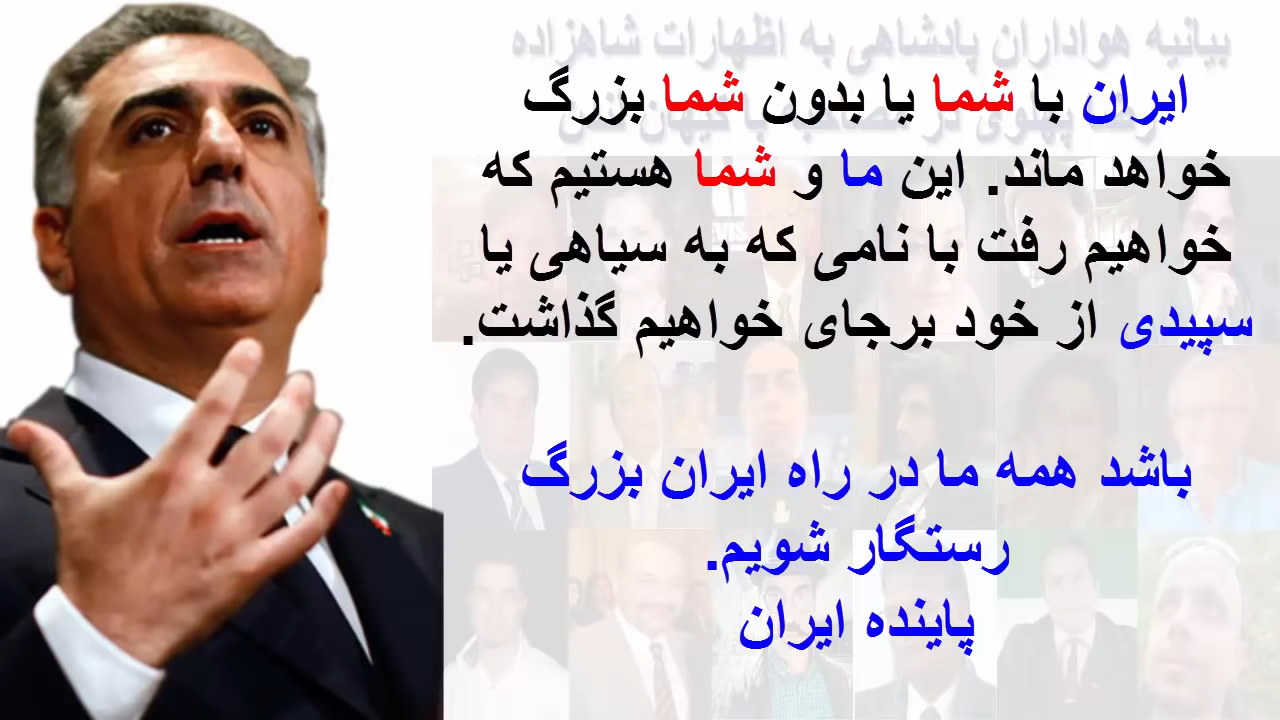 بیانیه هواداران پادشاهی به اظهارات شاهزاده
ایران با شما یا بدون شما بزرگ
خواهد ماند. این ما و شما هستیم که
خواهیم رفت با نامی که به سیاهی یا
سپیدی از خود برجای خواهیم گذاشت.
باشد همه ما در راه ایران بزرگ
رستگار شویم.
پاینده ایران